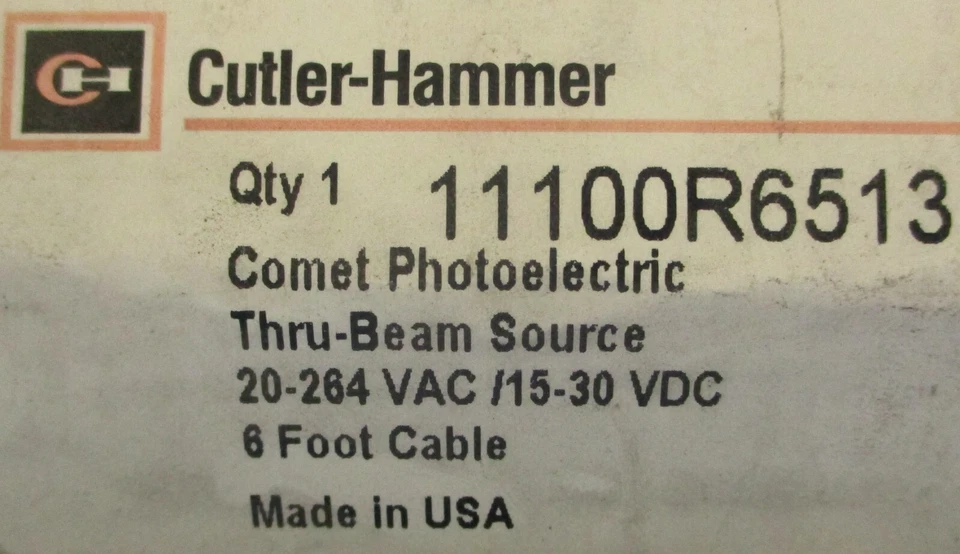 CH
Cutler-Hammer
Qty 1 11100R6513
Comet Photoelectric
Thru-Beam Source
20-264 VAC /15-30 VDC
6 Foot Cable
Made in USA